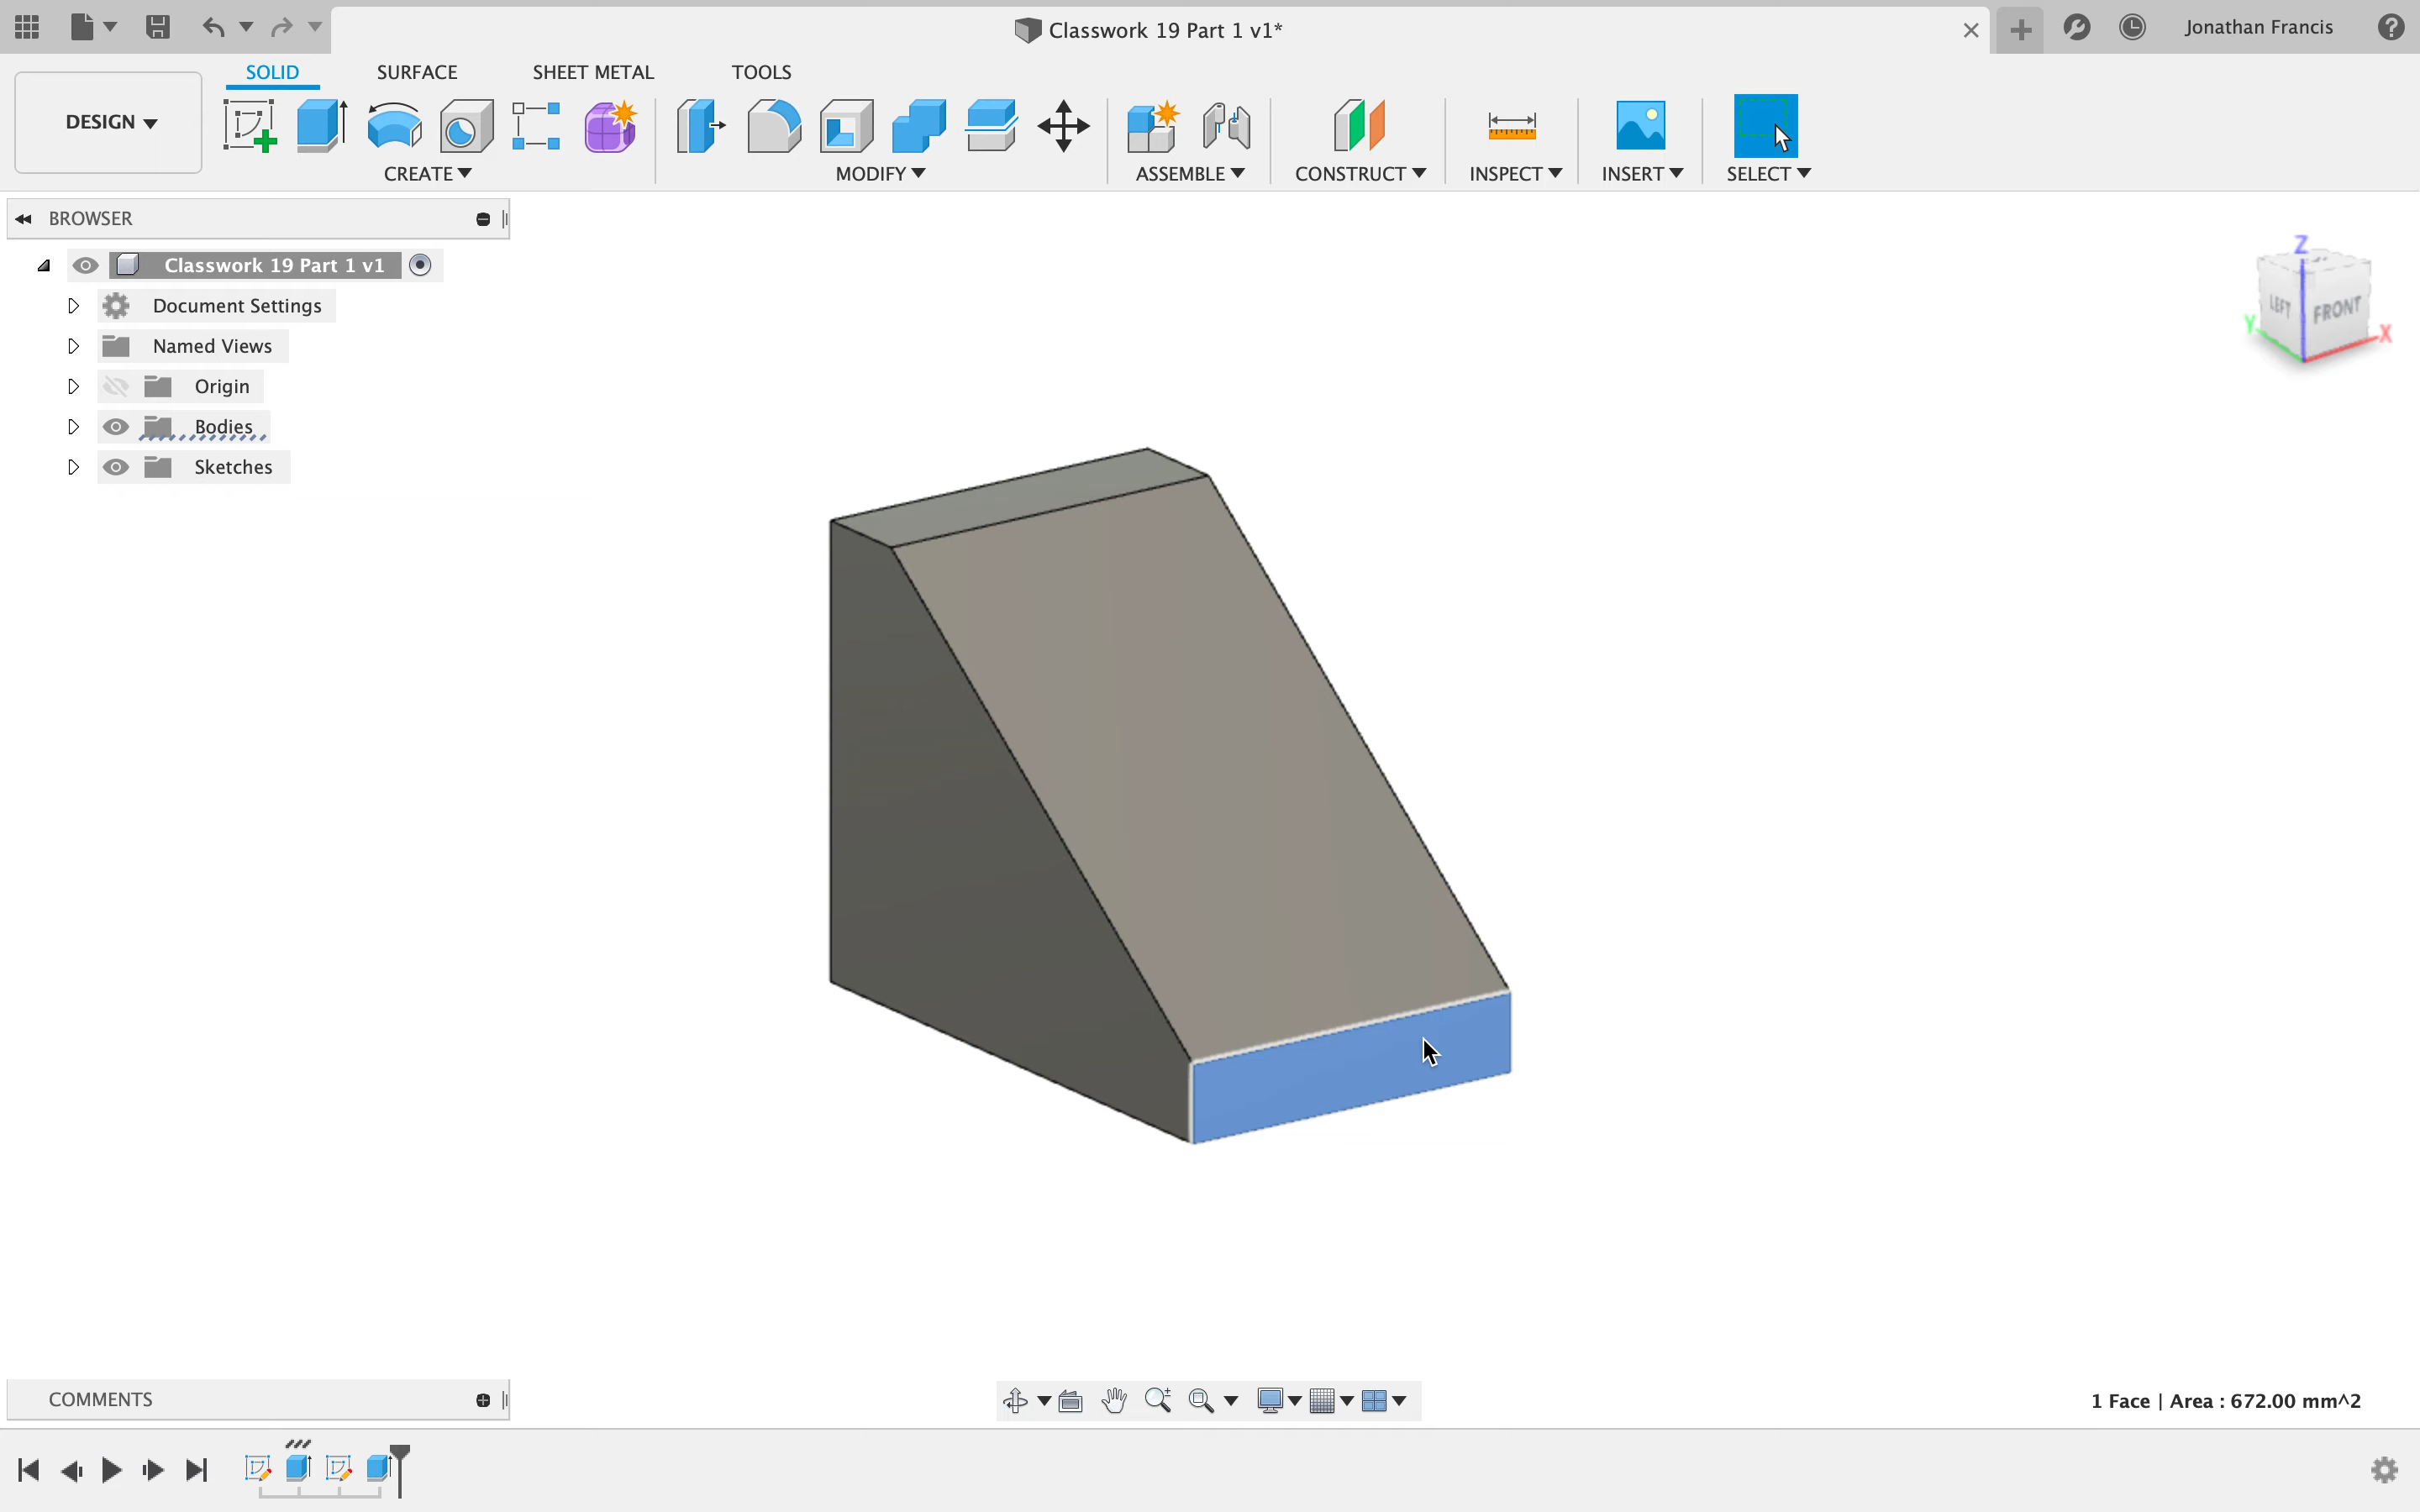 Classwork 19 Part 1 v1*
Jonathan Francis
SOLID SURFACE SHEET METAL TOOLS
DESIGN
CREATE MODIFY ASSEMBLE CONSTRUCT INSPECT INSERT SELECT
BROWSER
Classwork 19 Part 1 v1
Document Settings
Named Views
Origin
Bodies
Sketches
Z
LEFT FRONT
Y X
COMMENTS
1 Face | Area : 672.00 mm^2